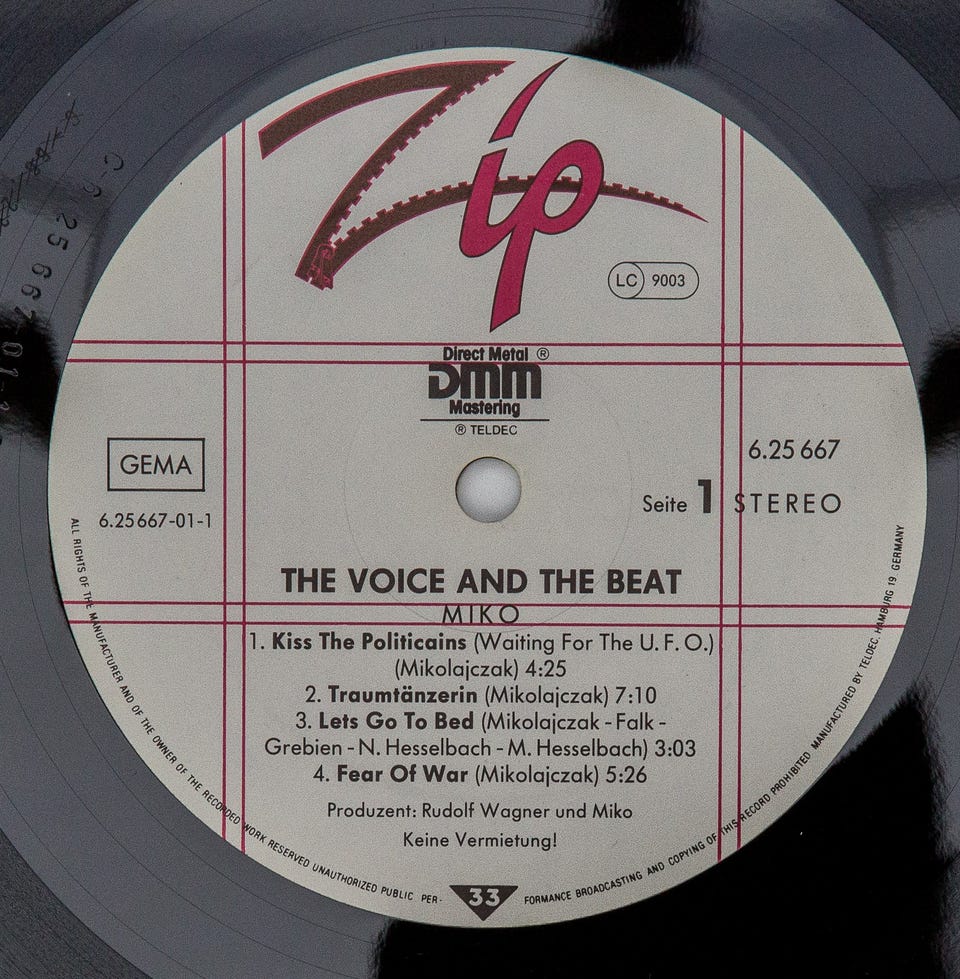 Zip
LC 9003
Direct Metal ®
DMM
Mastering
® TELDEC
GEMA
6.25667-01-1
6.25 667
Seite 1 STEREO
THE VOICE AND THE BEAT
MIKO
1. Kiss The Politicains (Waiting For The U. F. O.)
(Mikolajczak) 4:25
2. Traumtänzerin (Mikolajczak) 7:10
3. Lets Go To Bed (Mikolajczak - Falk -
Grebien - N. Hesselbach - M. Hesselbach) 3:03
4. Fear Of War (Mikolajczak) 5:26
Produzent: Rudolf Wagner und Miko
Keine Vermietung!
ALL RIGHTS OF THE MANUFACTURER AND OF THE OWNER OF THE RECORDED WORK RESERVED UNAUTHORIZED PUBLIC PER- 33 FORMANCE BROADCASTING AND COPYING OF THIS RECORD PROHIBITED MANUFACTURED BY TELDEC, HAMBURG 19. GERMANY